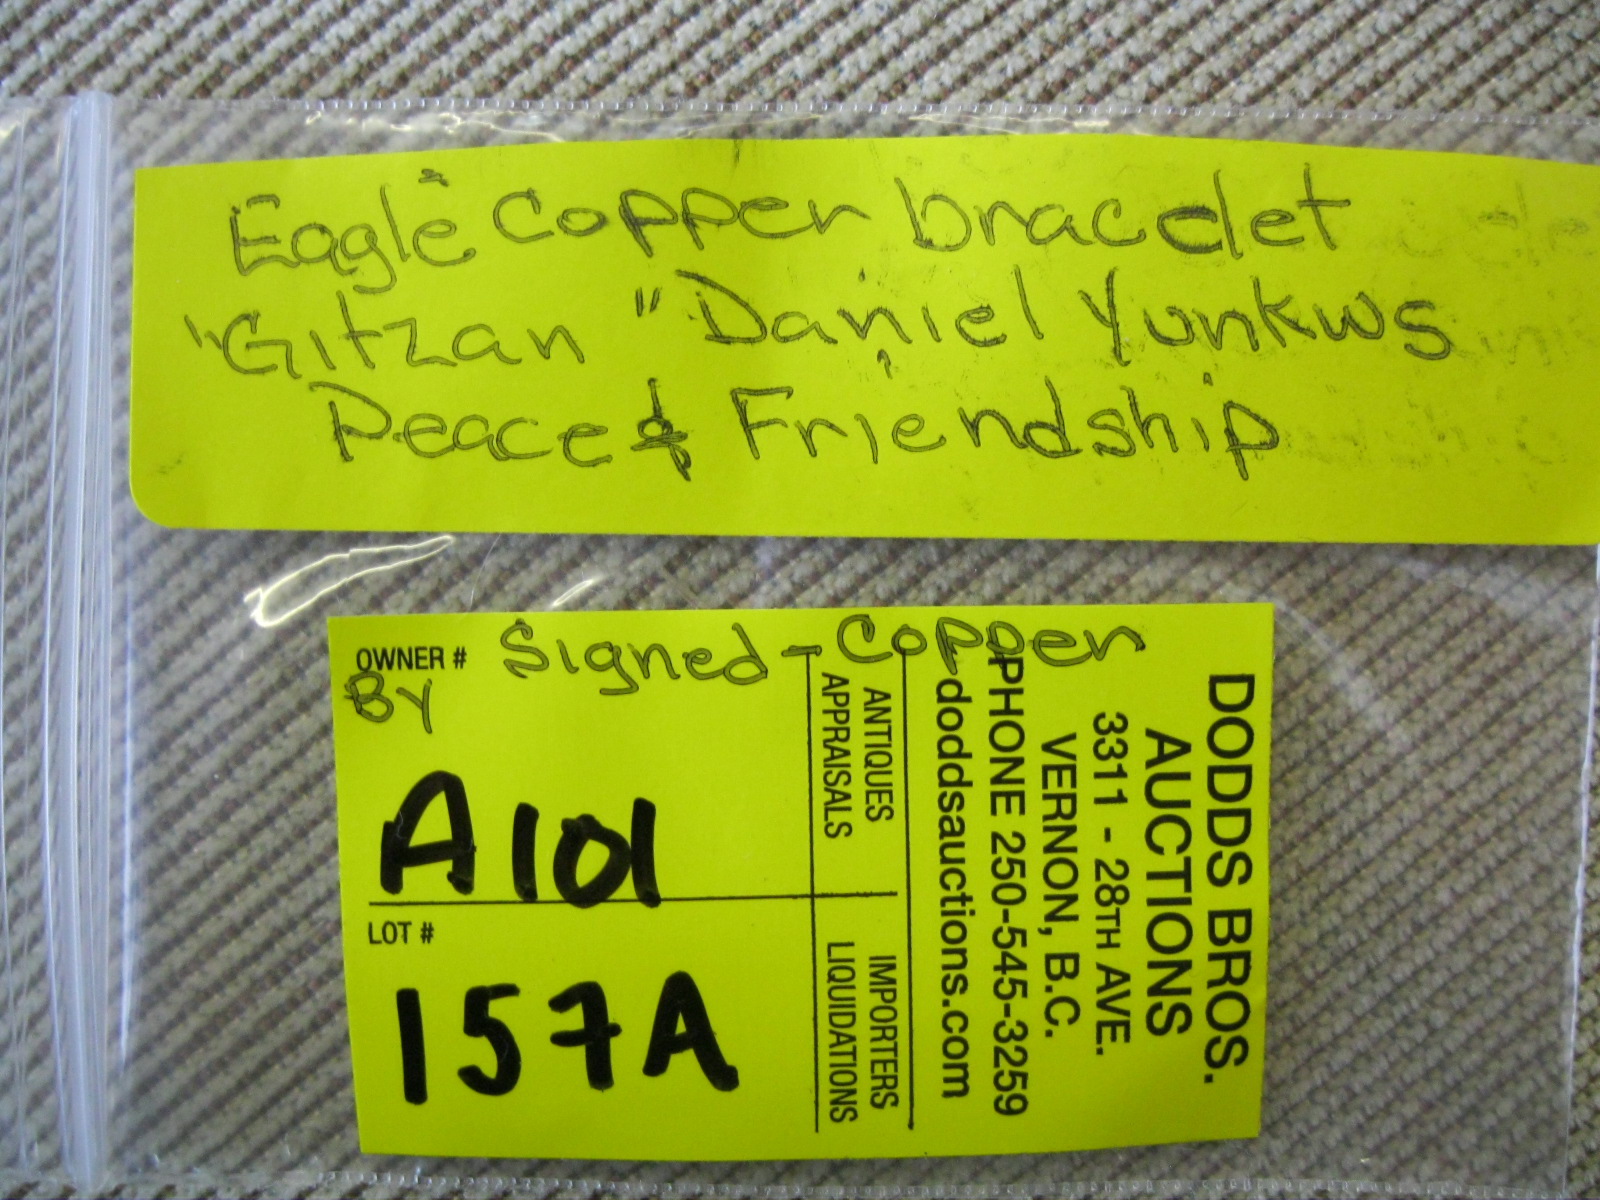 Eagle Copper bracelet
"Gitzan" Daniel Yunkws
Peace & Friendship
Signed - Copper
OWNER #
BY
A101
LOT #
157A
ANTIQUES
APPRAISALS
IMPORTERS
LIQUIDATIONS
DODDS BROS.
AUCTIONS
3311 - 28TH AVE.
VERNON, B.C.
PHONE 250-545-3259
doddsauctions.com